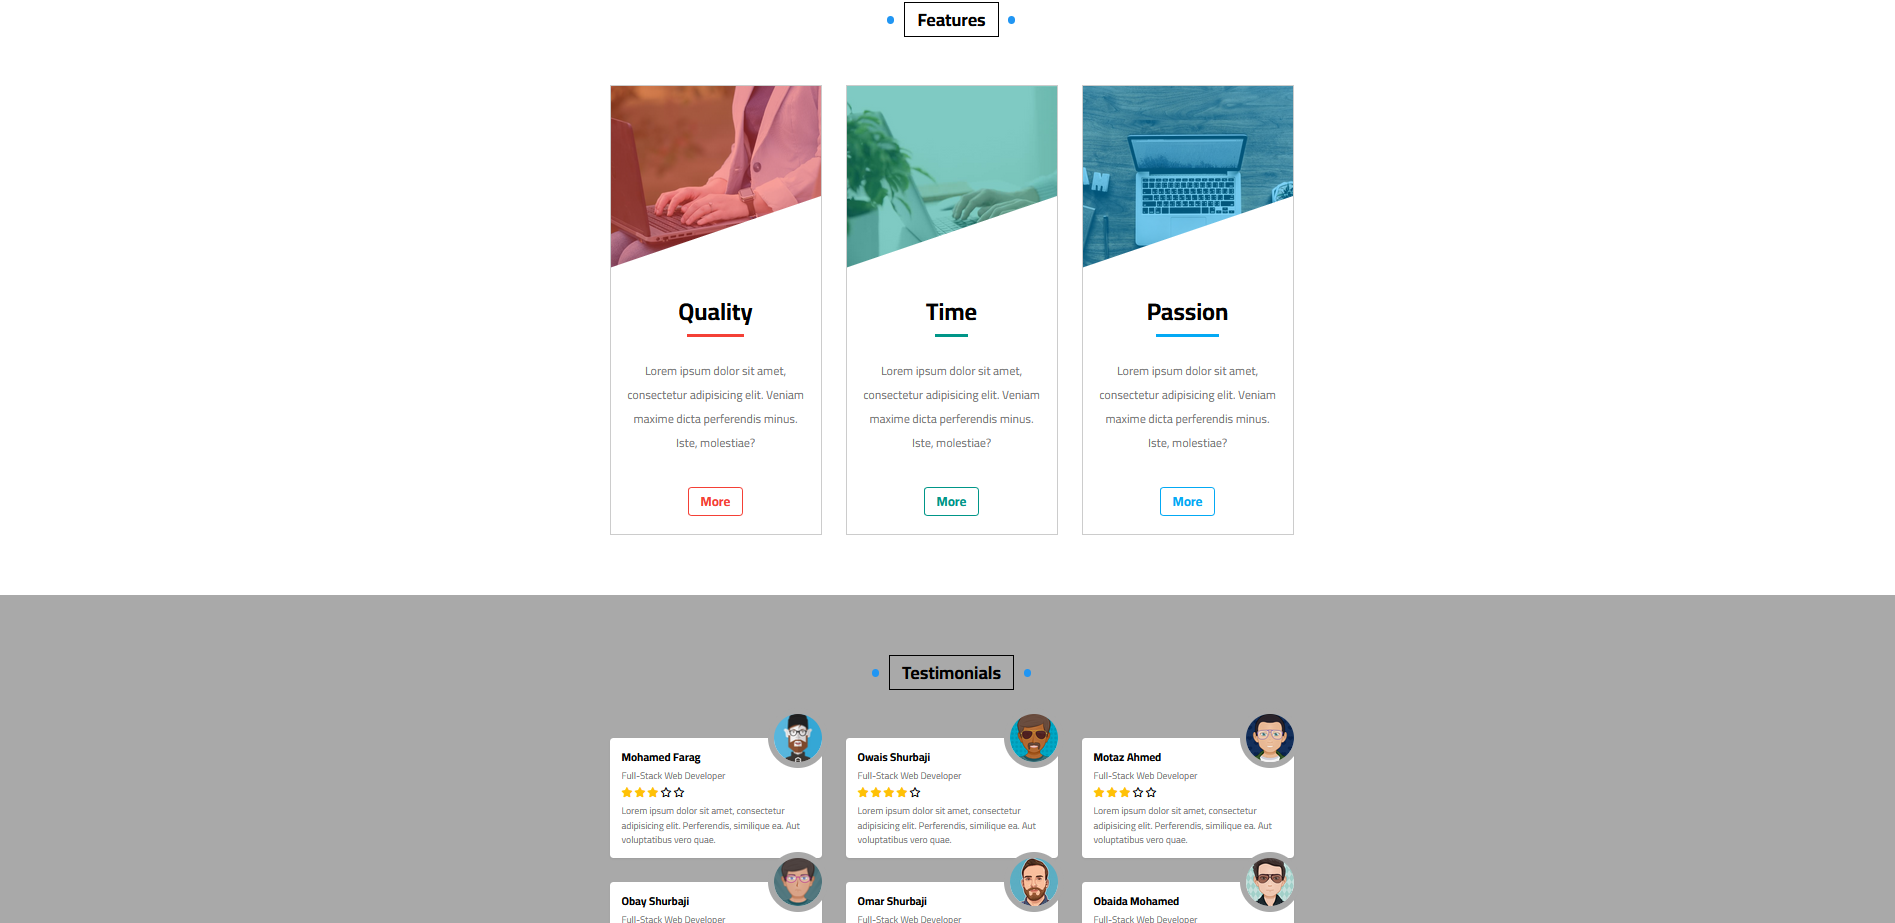 Features
Quality
Lorem ipsum dolor sit amet,
consectetur adipisicing elit. Veniam
maxime dicta perferendis minus.
Iste, molestiae?
More
Time
Lorem ipsum dolor sit amet,
consectetur adipisicing elit. Veniam
maxime dicta perferendis minus.
Iste, molestiae?
More
Passion
Lorem ipsum dolor sit amet,
consectetur adipisicing elit. Veniam
maxime dicta perferendis minus.
Iste, molestiae?
More
Testimonials
Mohamed Farag
Full-Stack Web Developer
Lorem ipsum dolor sit amet, consectetur
adipisicing elit. Perferendis, similique ea. Aut
voluptatibus vero quae.
Owais Shurbaji
Full-Stack Web Developer
Lorem ipsum dolor sit amet, consectetur
adipisicing elit. Perferendis, similique ea. Aut
voluptatibus vero quae.
Motaz Ahmed
Full-Stack Web Developer
Lorem ipsum dolor sit amet, consectetur
adipisicing elit. Perferendis, similique ea. Aut
voluptatibus vero quae.
Obay Shurbaji
Full-Stack Web Developer
Omar Shurbaji
Full-Stack Web Developer
Obaida Mohamed
Full-Stack Web Developer